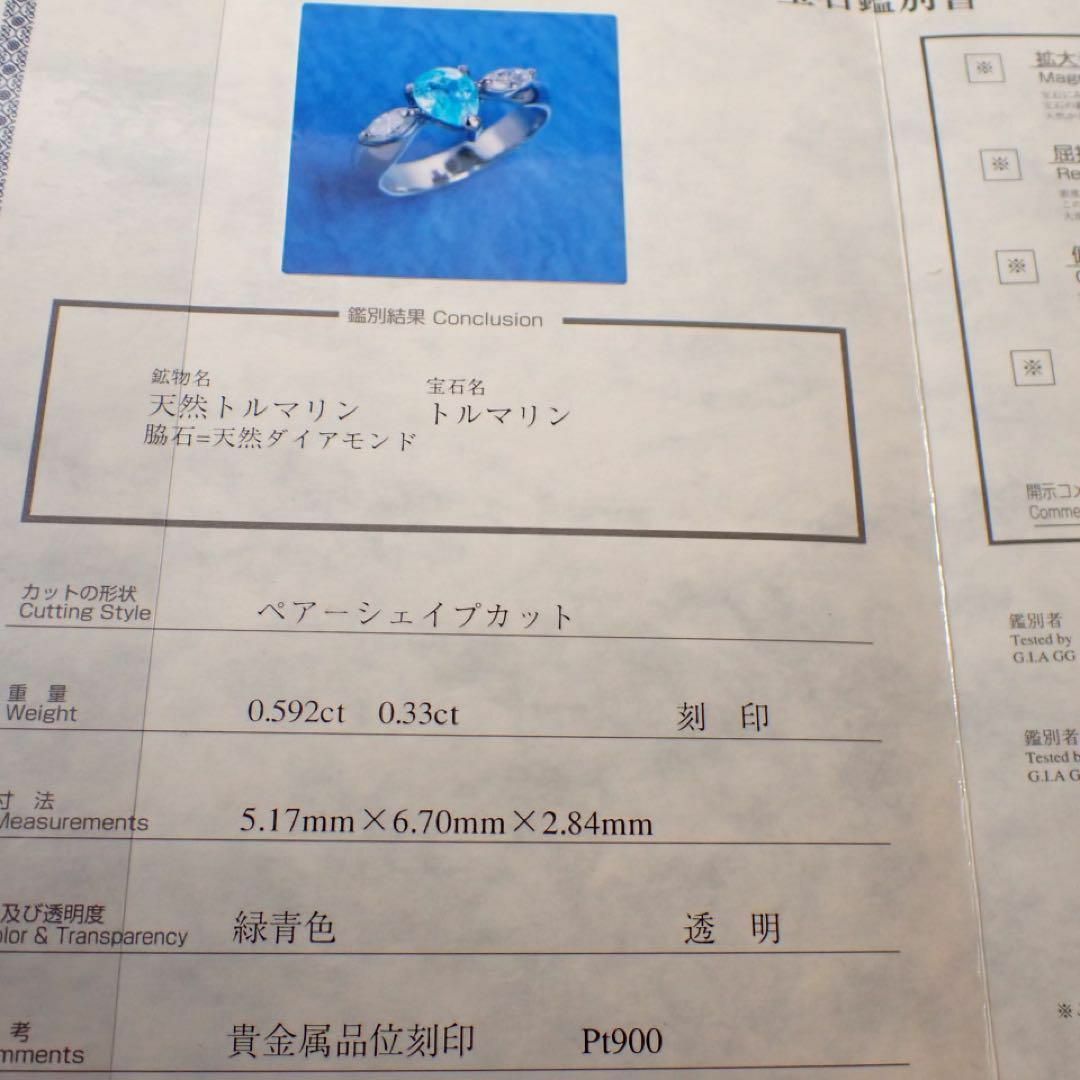 鑑別結果 Conclusion
鉱物名 宝石名
天然トルマリン トルマリン
脇石=天然ダイアモンド
カットの形状
Cutting Style ペアーシェイプカット
重 量
Weight 0.592ct 0.33ct 刻 印
寸 法
Measurements 5.17mm×6.70mm×2.84mm
及び透明度
olor & Transparency 緑青色 透 明
考
mments 貴金属品位刻印 Pt900
※ 拡大
Mag
※ 屈
Re
※
※
開示コメ
Comme
鑑別者
Tested by
G.I.A GG
鑑別者
Tested b
G.I.A G
※